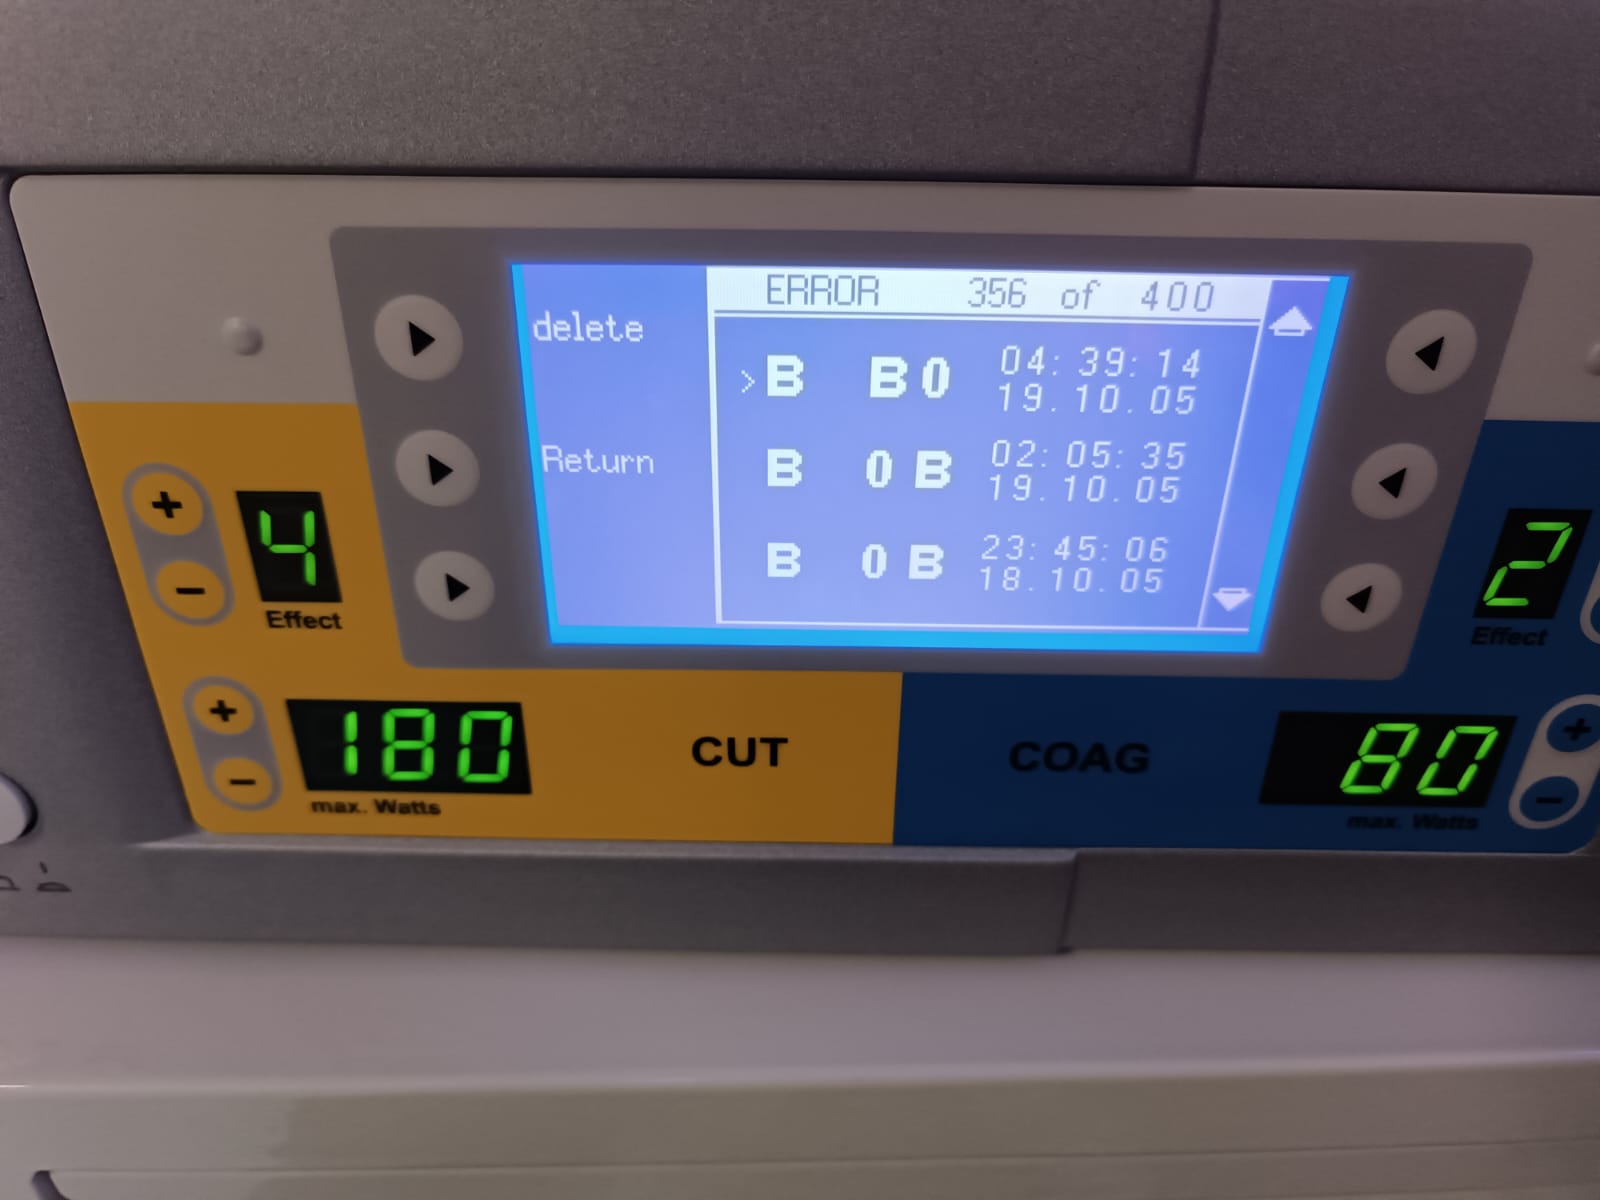 ERROR 356 of 400
delete
>B B0 04:39:14
19.10.05
Return
B 0B 02:05:35
19.10.05
B 0B 23:45:06
18.10.05
+
-
4
Effect
2
Effect
+
-
180
max. Watts
CUT
COAG
80
max. Watts
+
-